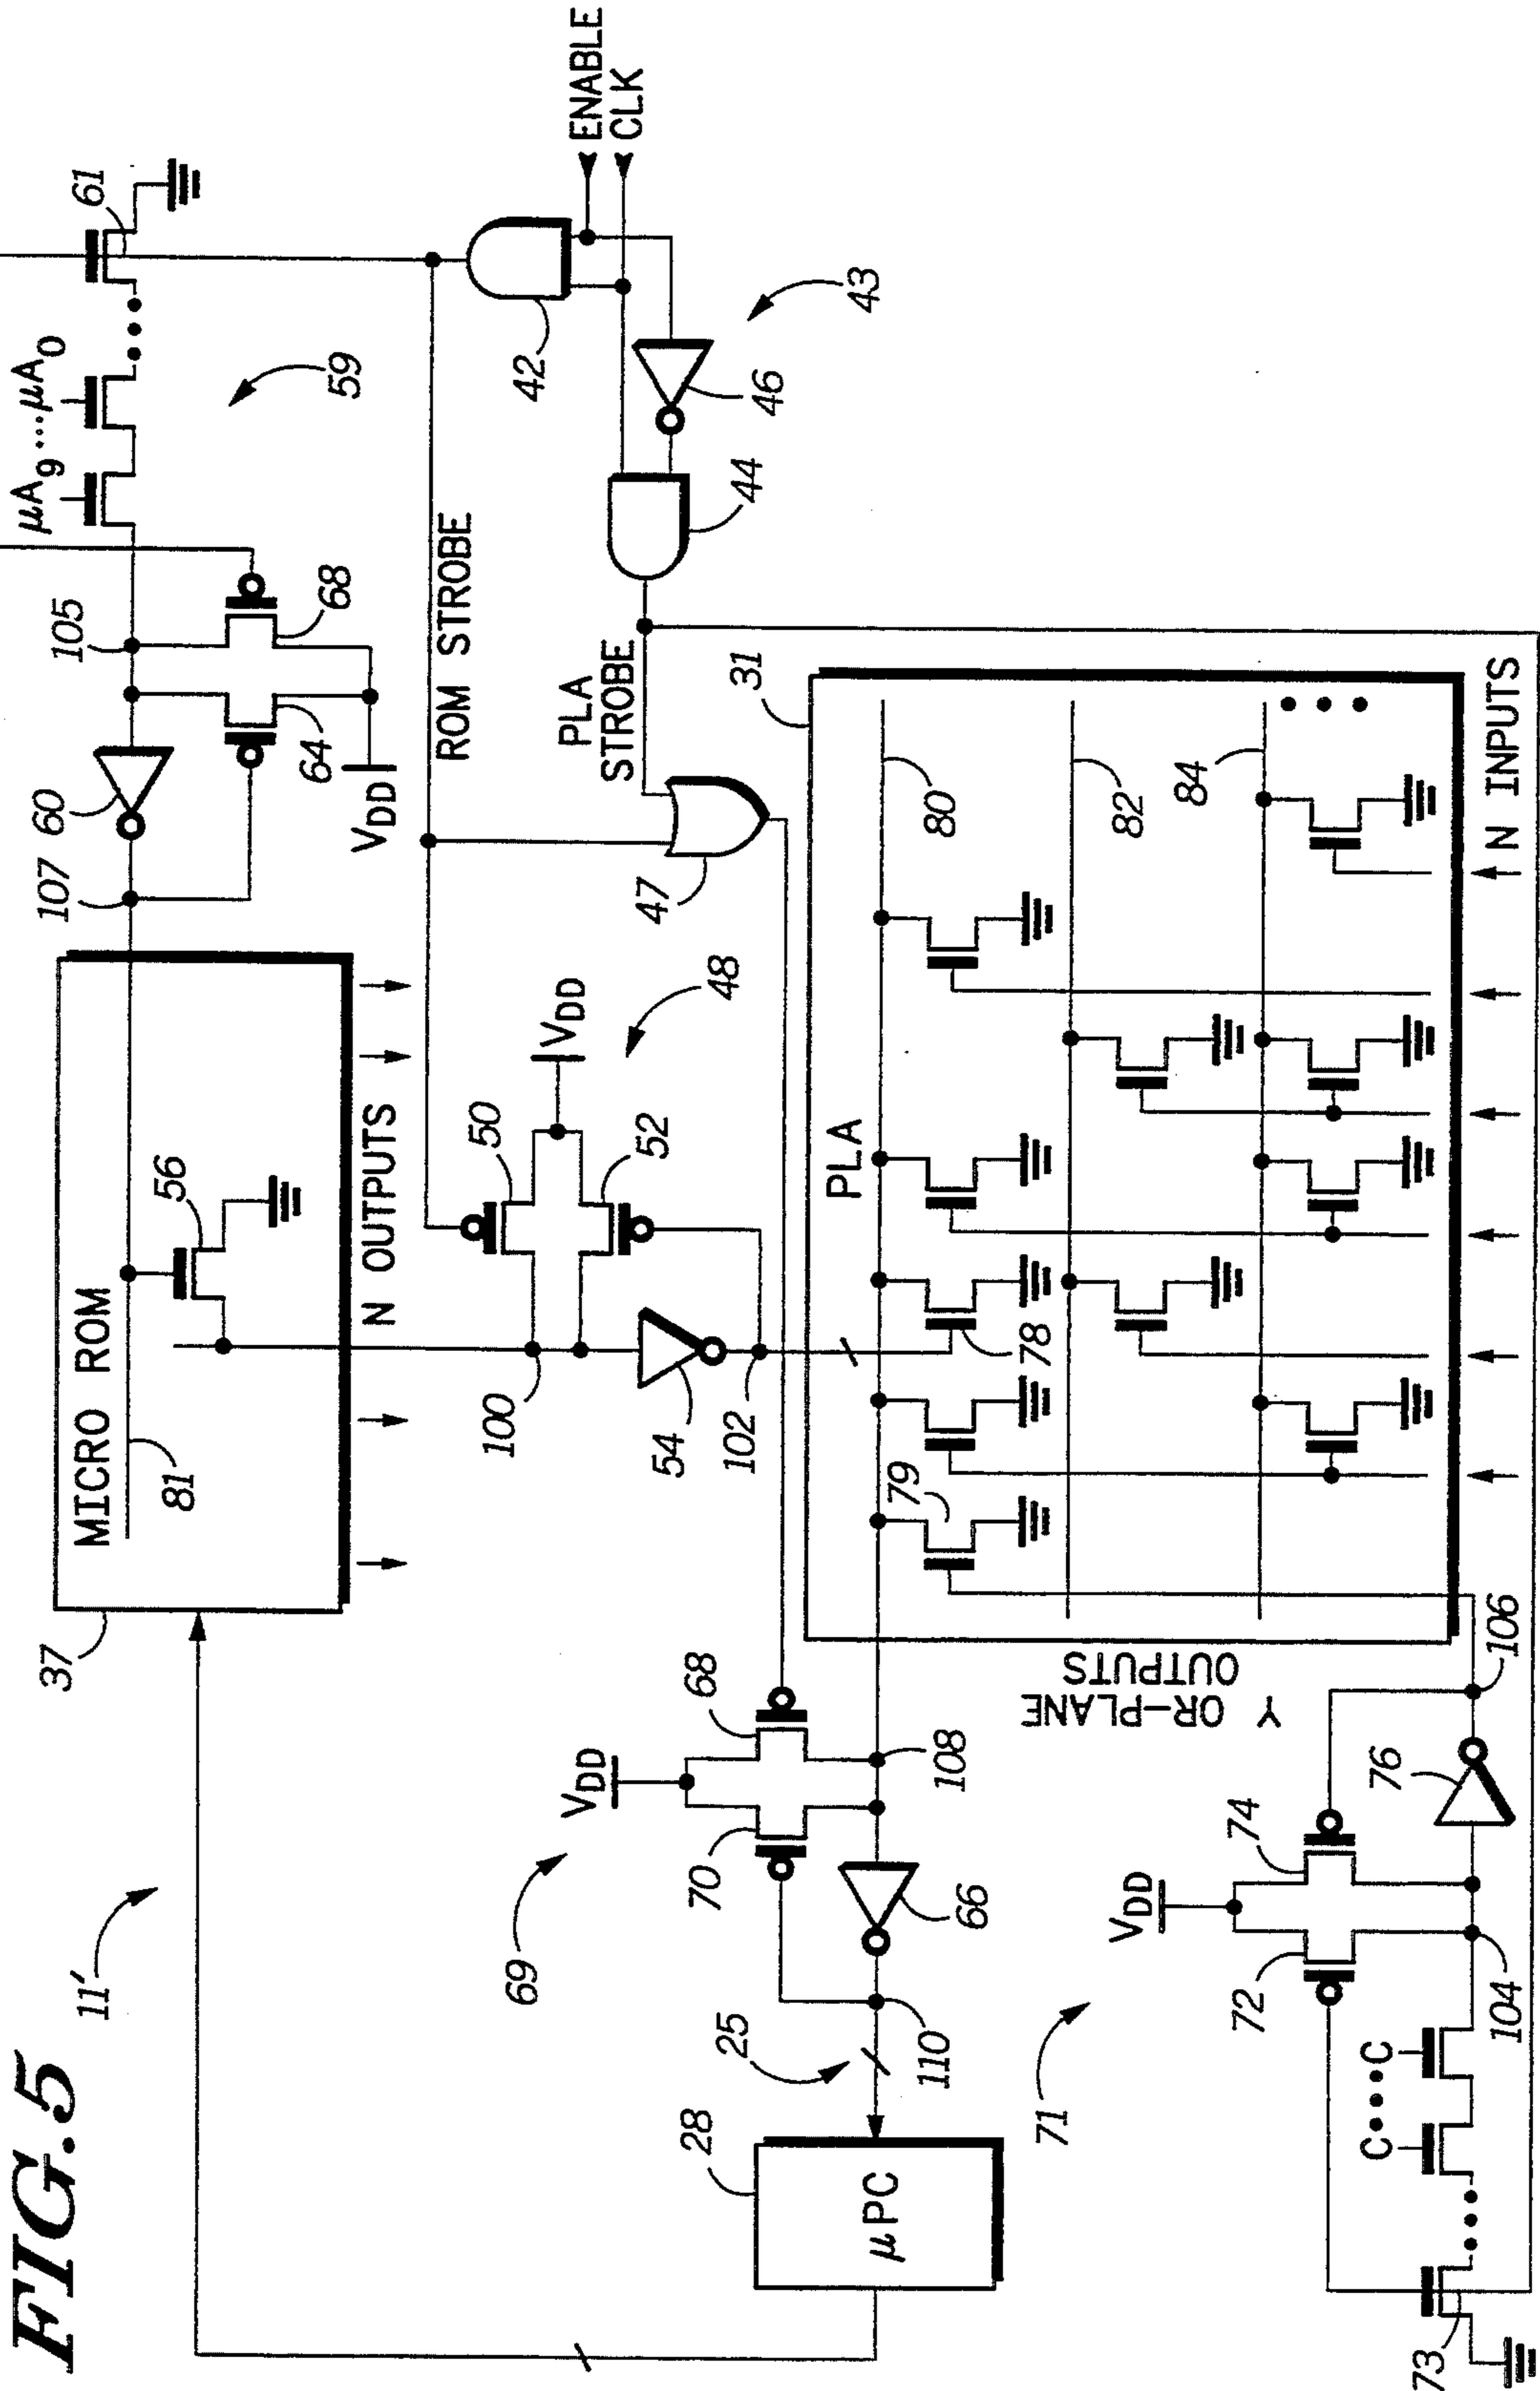 FIG.5
11'
37
MICRO ROM
81
56
N OUTPUTS
107
60
105
64
68
VDD
μA9...μA0
59
61
ROM STROBE
ENABLE
CLK
42
43
46
44
PLA
STROBE
47
48
50
52
VDD
100
54
102
31
PLA
80
82
84
78
79
N INPUTS
Y OR-PLANE
OUTPUTS
106
VDD
68
70
69
108
66
110
25
28
μPC
71
VDD
72
74
76
104
C•••C
73